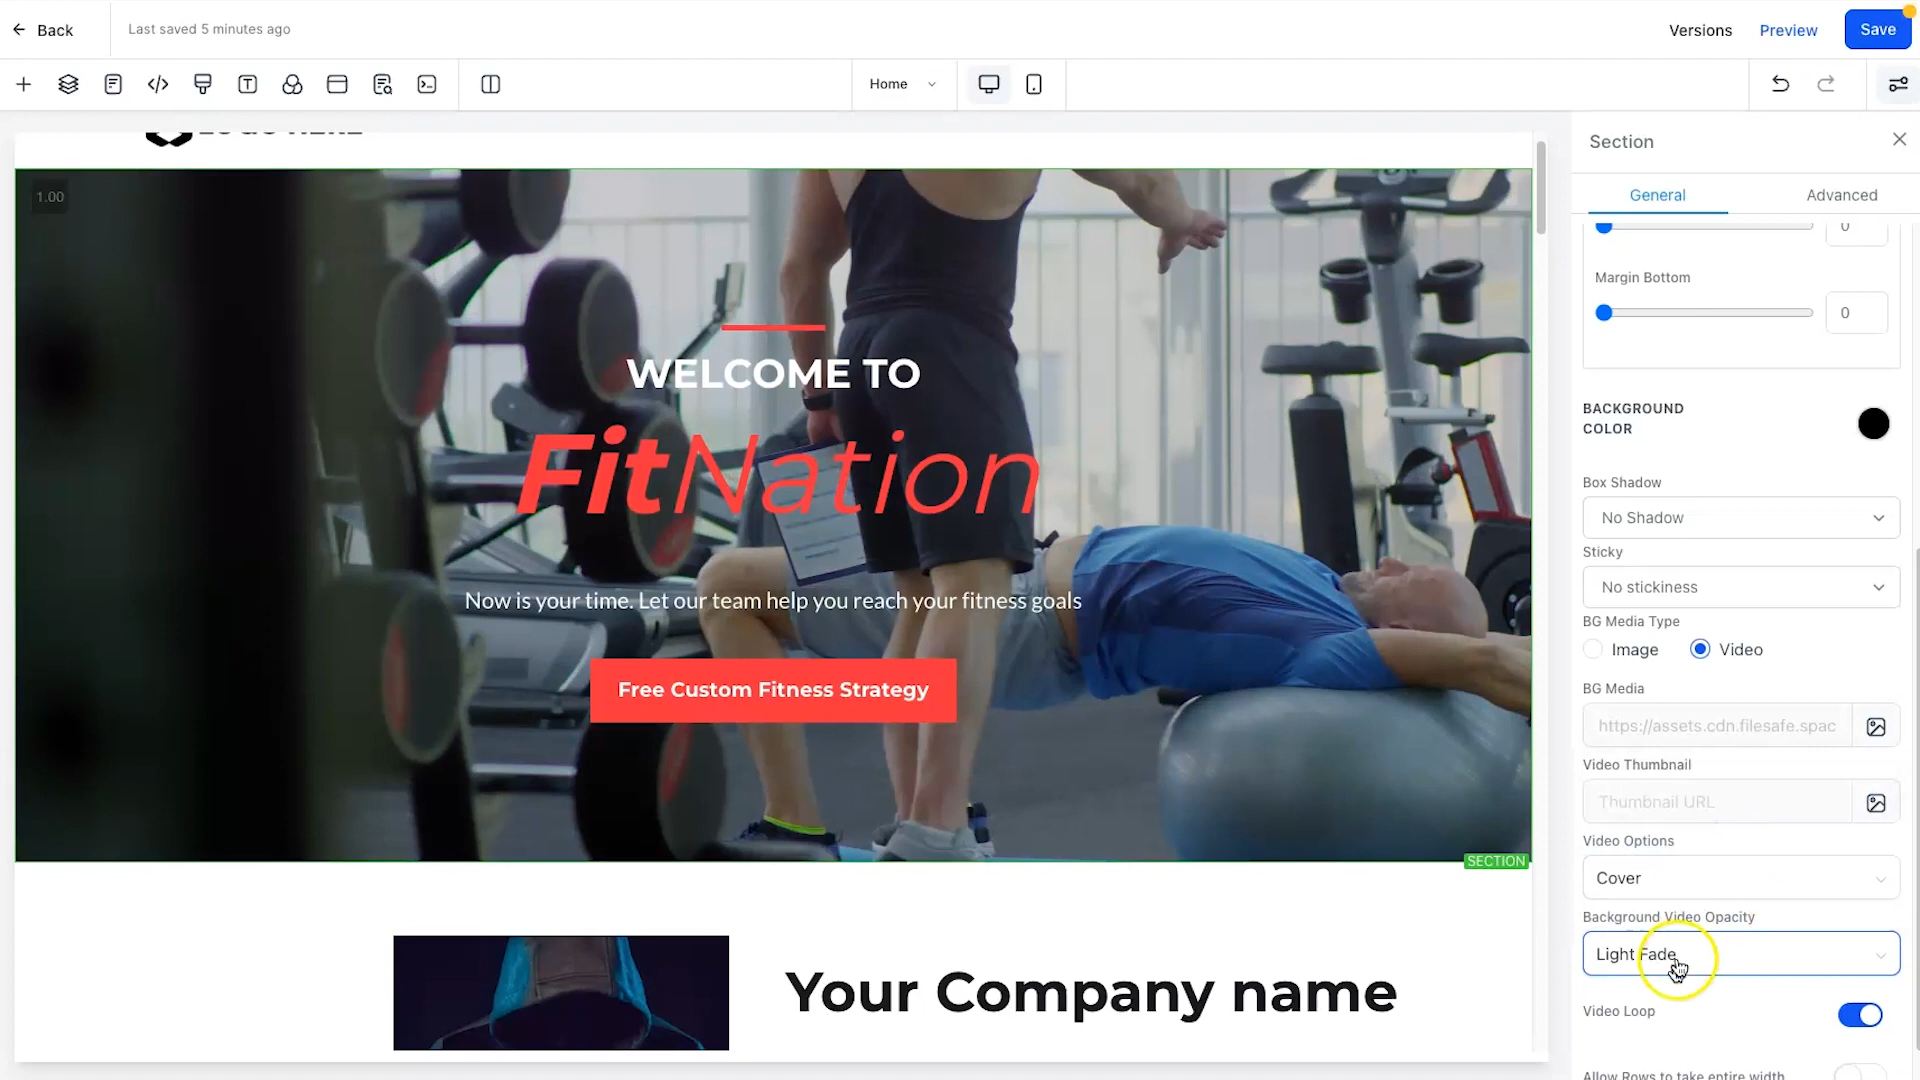 Back
Last saved 5 minutes ago
Versions
Preview
Save
Home
Section
General
Advanced
1.00
0
Margin Bottom
0
WELCOME TO
FitNation
Now is your time. Let our team help you reach your fitness goals
Free Custom Fitness Strategy
SECTION
Your Company name
BACKGROUND
COLOR
Box Shadow
No Shadow
Sticky
No stickiness
BG Media Type
Image
Video
BG Media
https://assets.cdn.filesafe.spac
Video Thumbnail
Thumbnail URL
Video Options
Cover
Background Video Opacity
Light Fade
Video Loop
Allow Rows to take entire width